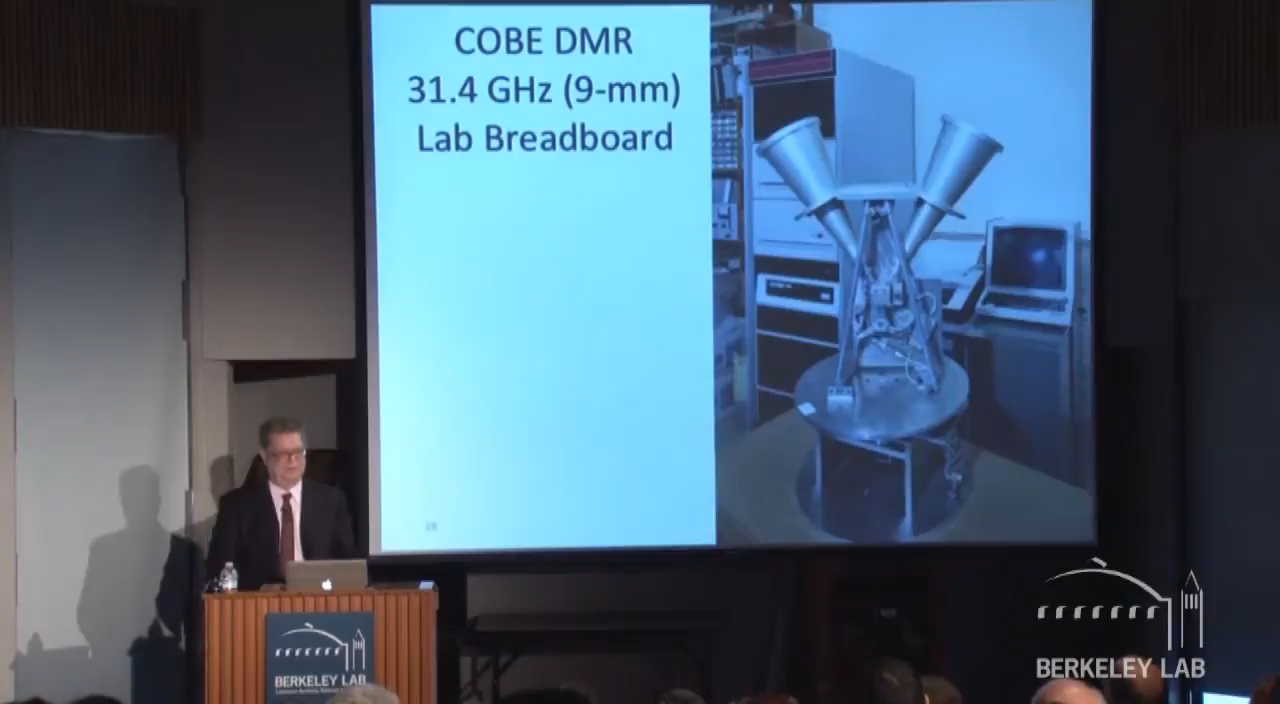 COBE DMR
31.4 GHz (9-mm)
Lab Breadboard
BERKELEY LAB
BERKELEY LAB